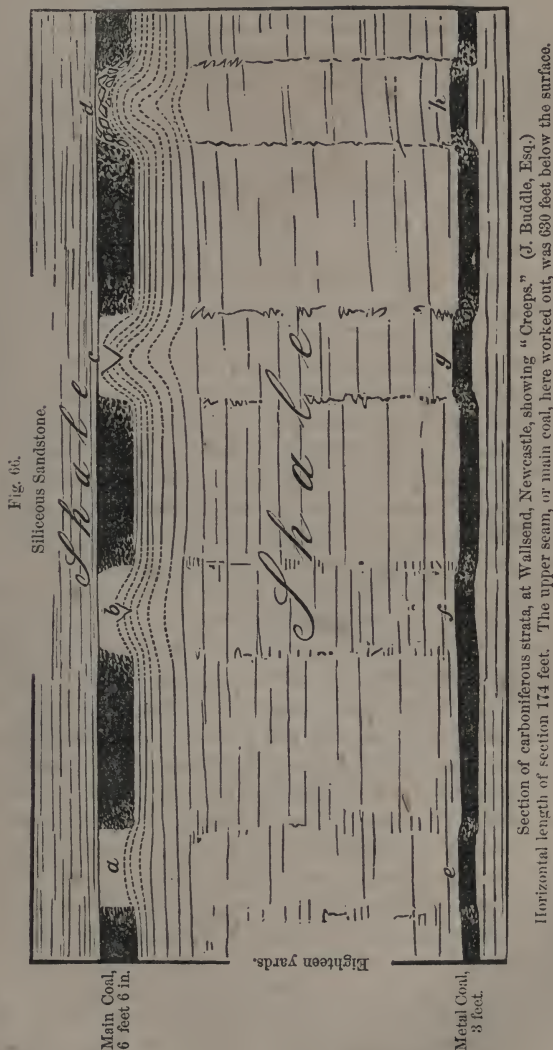 Fig. 66.
Siliceous Sandstone.
Shale
d
c
b
a
Shale
h
g
f
e
Main Coal,
6 feet 6 in.
Eighteen yards.
Metal Coal,
3 feet.
Section of carboniferous strata, at Wallsend, Newcastle, showing "Creeps." (J. Buddle, Esq.)
Horizontal length of section 174 feet. The upper seam, or main coal, here worked out, was 630 feet below the surface.